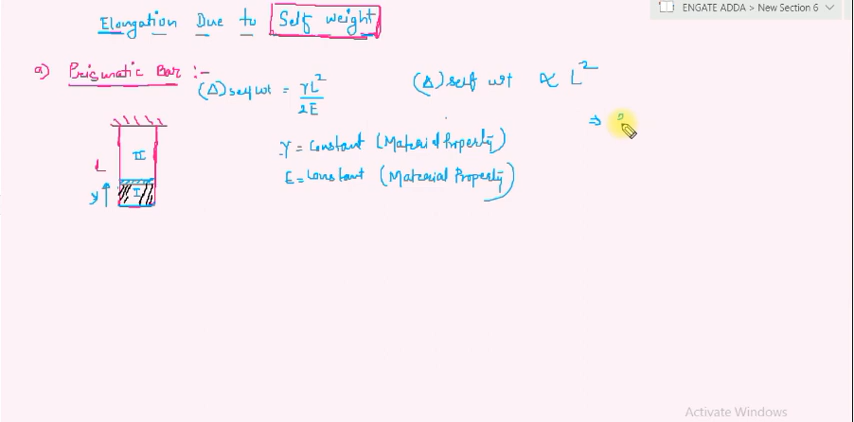 ENGATE ADDA > New Section 6
Elongation Due to Self weight
a) Prismatic Bar :-
(Δ) self wt = γL²/2E
(Δ) self wt ∝ L²
⇒
γ = Constant (Material Property)
E = Constant (Material Property)
L
II
y
I
Activate Windows